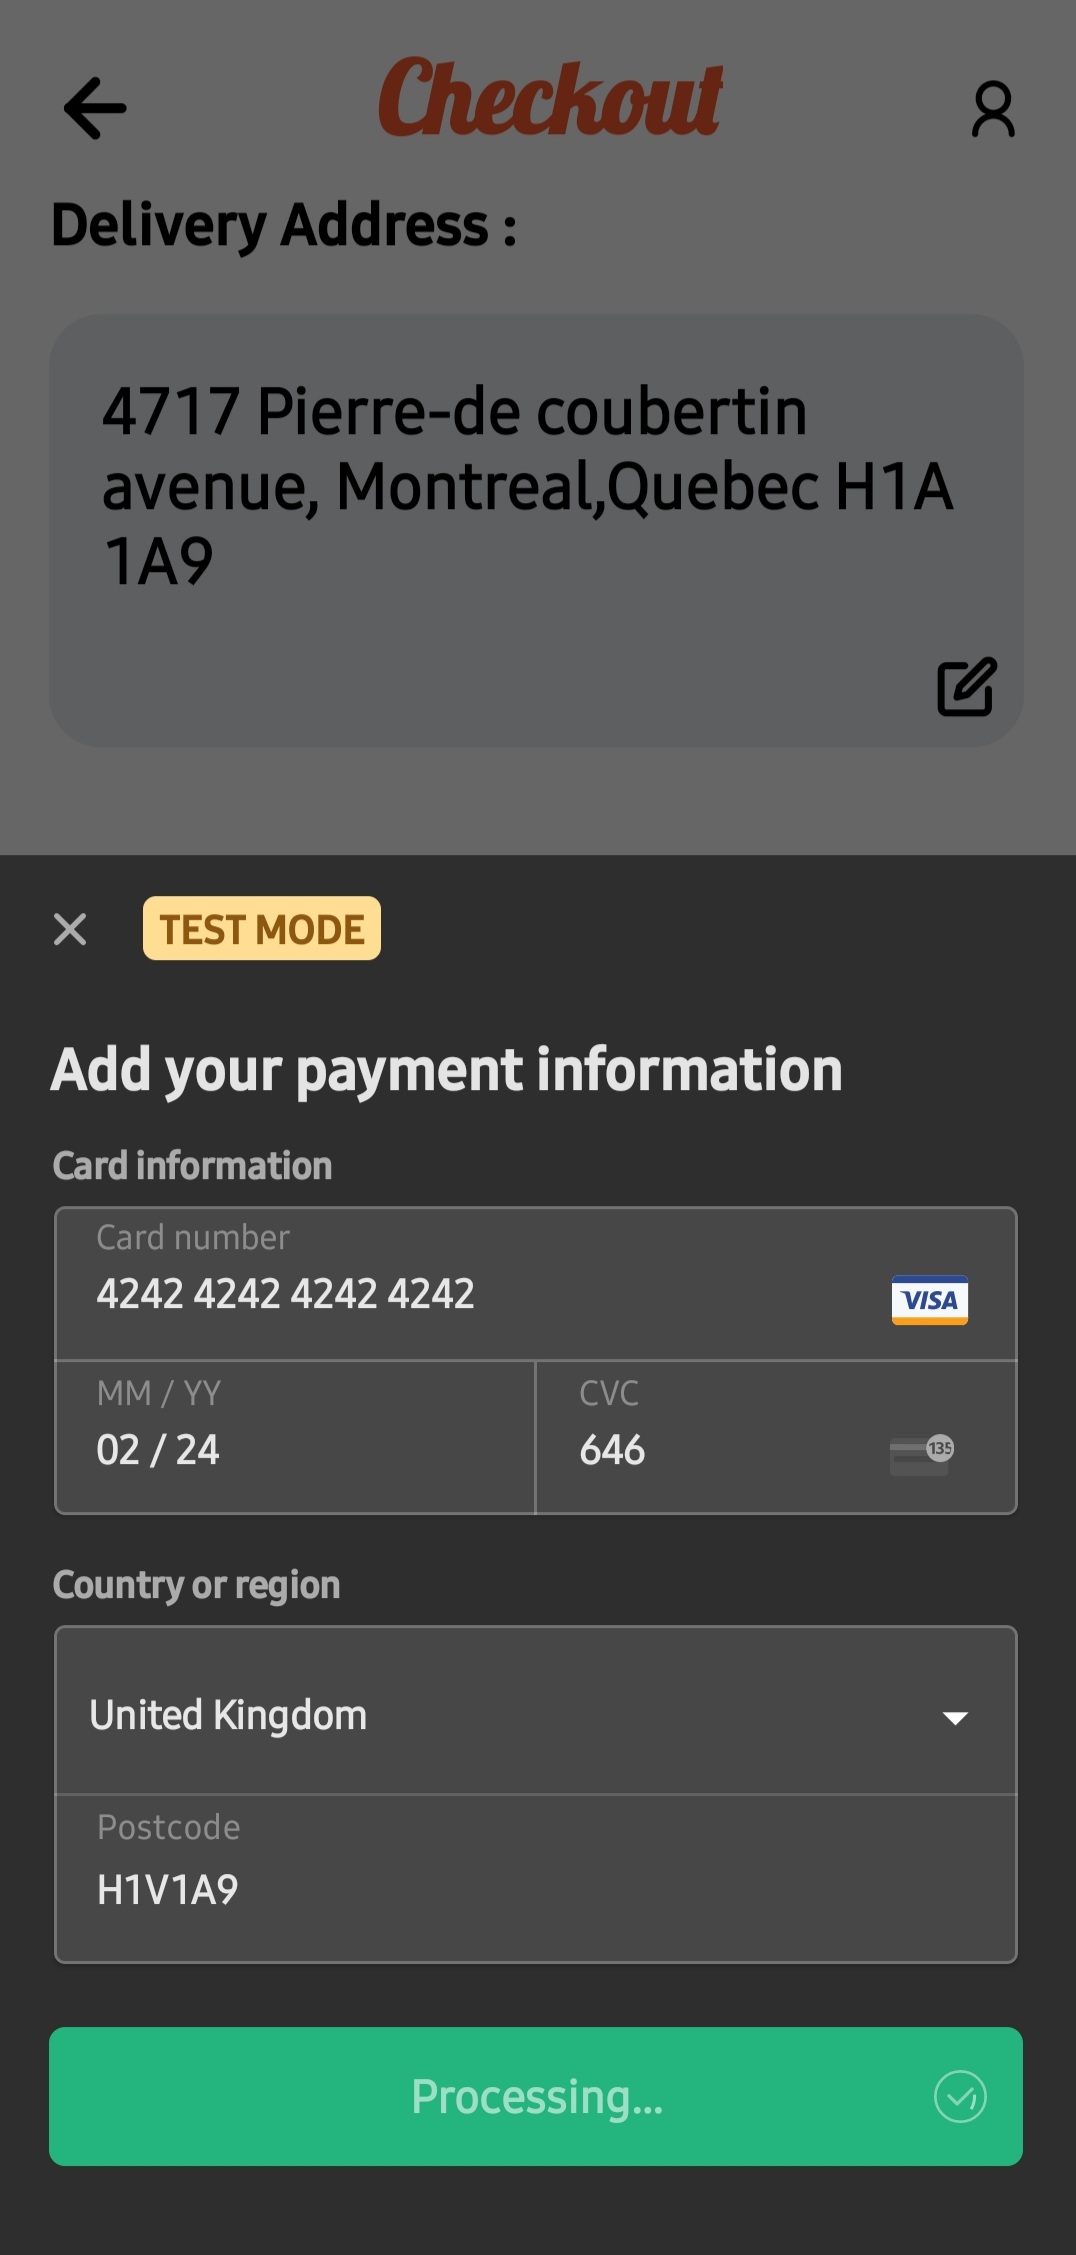 Checkout
Delivery Address :
4717 Pierre-de coubertin
avenue, Montreal,Quebec H1A
1A9
TEST MODE
Add your payment information
Card information
Card number
4242 4242 4242 4242
VISA
MM / YY
02 / 24
CVC
646
135
Country or region
United Kingdom
Postcode
H1V1A9
Processing...